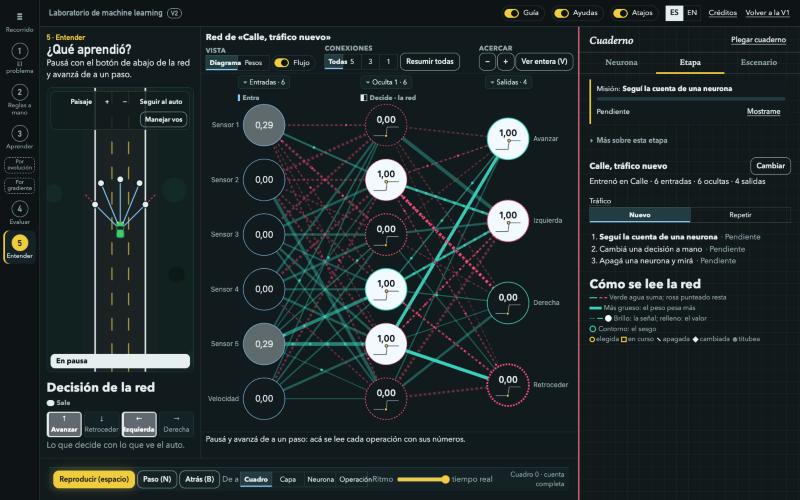 Laboratorio de machine learning V2
Guía Ayudas Atajos ES EN Créditos Volver a la V1
Recorrido
1
El problema
2
Reglas a mano
3
Aprender
Por evolución
Por gradiente
4
Evaluar
5
Entender
5 · Entender
¿Qué aprendió?
Pausá con el botón de abajo de la red
y avanzá de a un paso.
Paisaje + − Seguir al auto
Manejar vos
En pausa
Decisión de la red
Sale
↑ ↓ ← →
Avanzar Retroceder Izquierda Derecha
Lo que decide con lo que ve el auto.
Red de «Calle, tráfico nuevo»
VISTA
Diagrama Pesos Flujo
CONEXIONES
Todas 5 3 1 Resumir todas
ACERCAR
− + Ver entera (V)
Entradas · 6 Oculta 1 · 6 Salidas · 4
Entra Decide · la red
Sensor 1 0,29
Sensor 2 0,00
Sensor 3 0,00
Sensor 4 0,00
Sensor 5 0,29
Velocidad 0,00
0,00
1,00
0,00
1,00
1,00
0,00
1,00 Avanzar
1,00 Izquierda
0,00 Derecha
0,00 Retroceder
Pausá y avanzá de a un paso: acá se lee cada operación con sus números.
Reproducir (espacio) Paso (N) Atrás (B) De a Cuadro Capa Neurona Operación Ritmo tiempo real
Cuadro 0 · cuenta
completa
Cuaderno Plegar cuaderno
Neurona Etapa Escenario
Misión: Seguí la cuenta de una neurona
Pendiente Mostrame
Más sobre esta etapa
Calle, tráfico nuevo Cambiar
Entrenó en Calle · 6 entradas · 6 ocultas · 4 salidas
Tráfico
Nuevo Repetir
1. Seguí la cuenta de una neurona · Pendiente
2. Cambiá una decisión a mano · Pendiente
3. Apagá una neurona y mirá · Pendiente
Cómo se lee la red
Verde agua suma; rosa punteado resta
Más grueso: el peso pesa más
Brillo: la señal; relleno: el valor
Contorno: el sesgo
elegida en curso apagada cambiada titubea